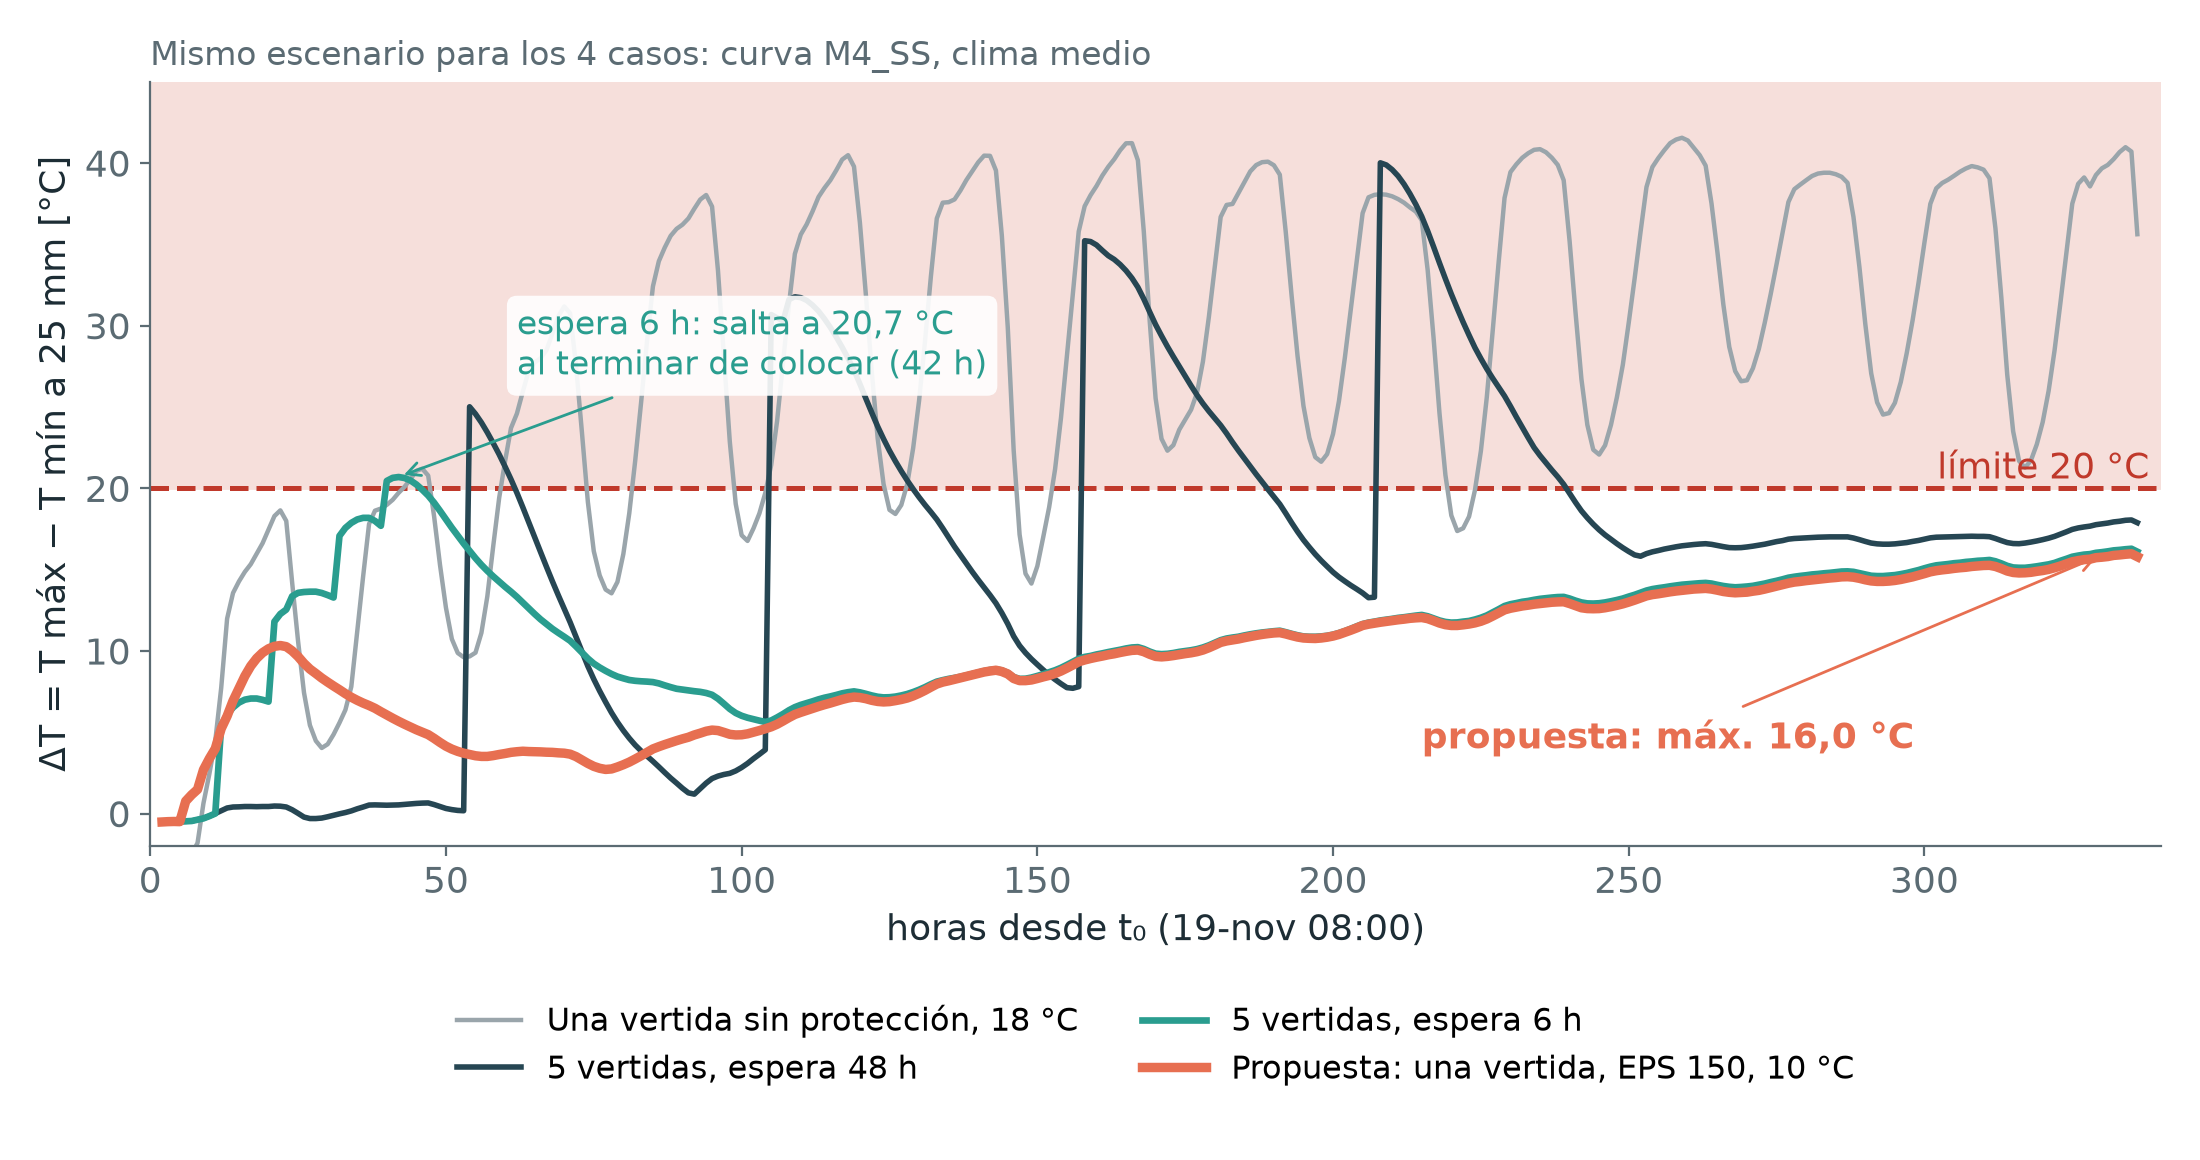 Mismo escenario para los 4 casos: curva M4_SS, clima medio
ΔT = T máx − T mín a 25 mm [°C]
40
30
20
10
0
espera 6 h: salta a 20,7 °C
al terminar de colocar (42 h)
límite 20 °C
propuesta: máx. 16,0 °C
0 50 100 150 200 250 300
horas desde t₀ (19-nov 08:00)
Una vertida sin protección, 18 °C
5 vertidas, espera 48 h
5 vertidas, espera 6 h
Propuesta: una vertida, EPS 150, 10 °C